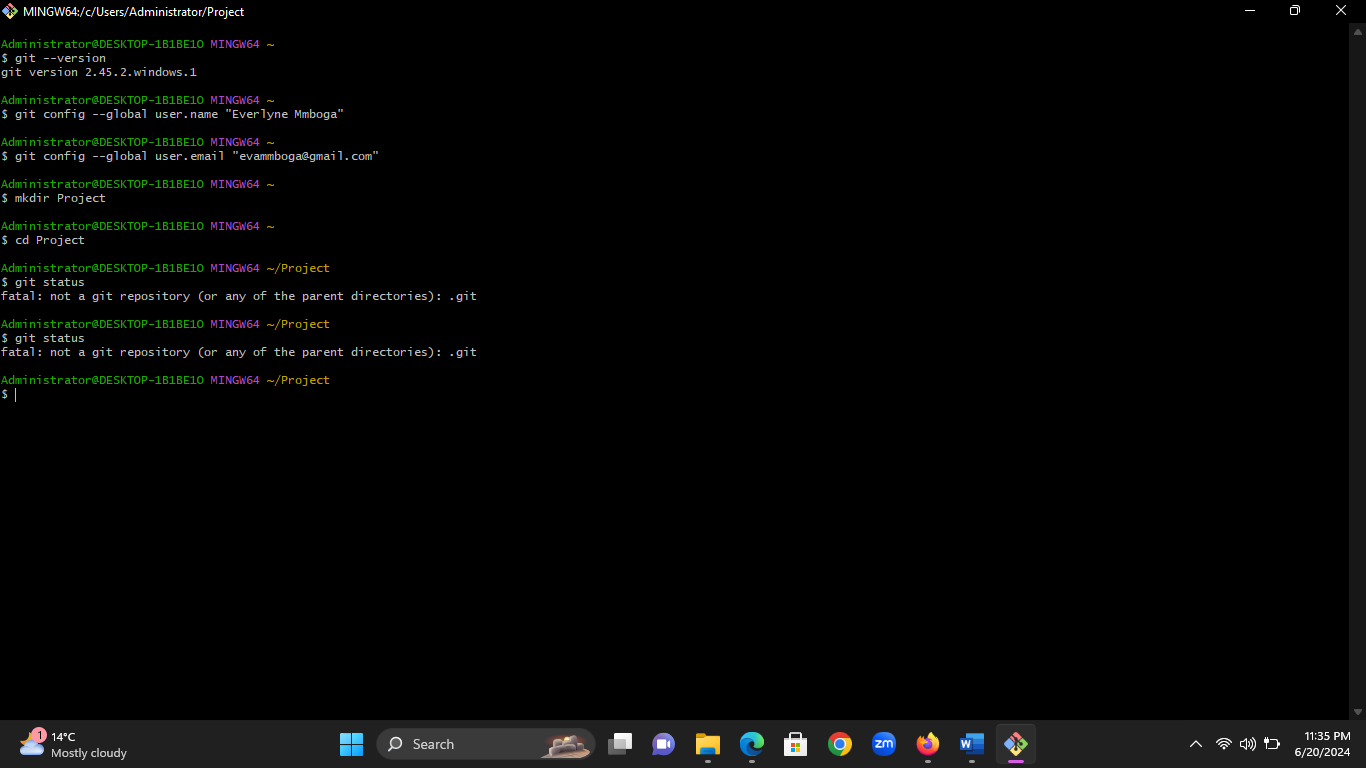 MINGW64:/c/Users/Administrator/Project
Administrator@DESKTOP-1B1BE1O MINGW64 ~
$ git --version
git version 2.45.2.windows.1
Administrator@DESKTOP-1B1BE1O MINGW64 ~
$ git config --global user.name "Everlyne Mmboga"
Administrator@DESKTOP-1B1BE1O MINGW64 ~
$ git config --global user.email "evammboga@gmail.com"
Administrator@DESKTOP-1B1BE1O MINGW64 ~
$ mkdir Project
Administrator@DESKTOP-1B1BE1O MINGW64 ~
$ cd Project
Administrator@DESKTOP-1B1BE1O MINGW64 ~/Project
$ git status
fatal: not a git repository (or any of the parent directories): .git
Administrator@DESKTOP-1B1BE1O MINGW64 ~/Project
$ git status
fatal: not a git repository (or any of the parent directories): .git
Administrator@DESKTOP-1B1BE1O MINGW64 ~/Project
$
1
14°C
Mostly cloudy
Search
zm
W
11:35 PM
6/20/2024